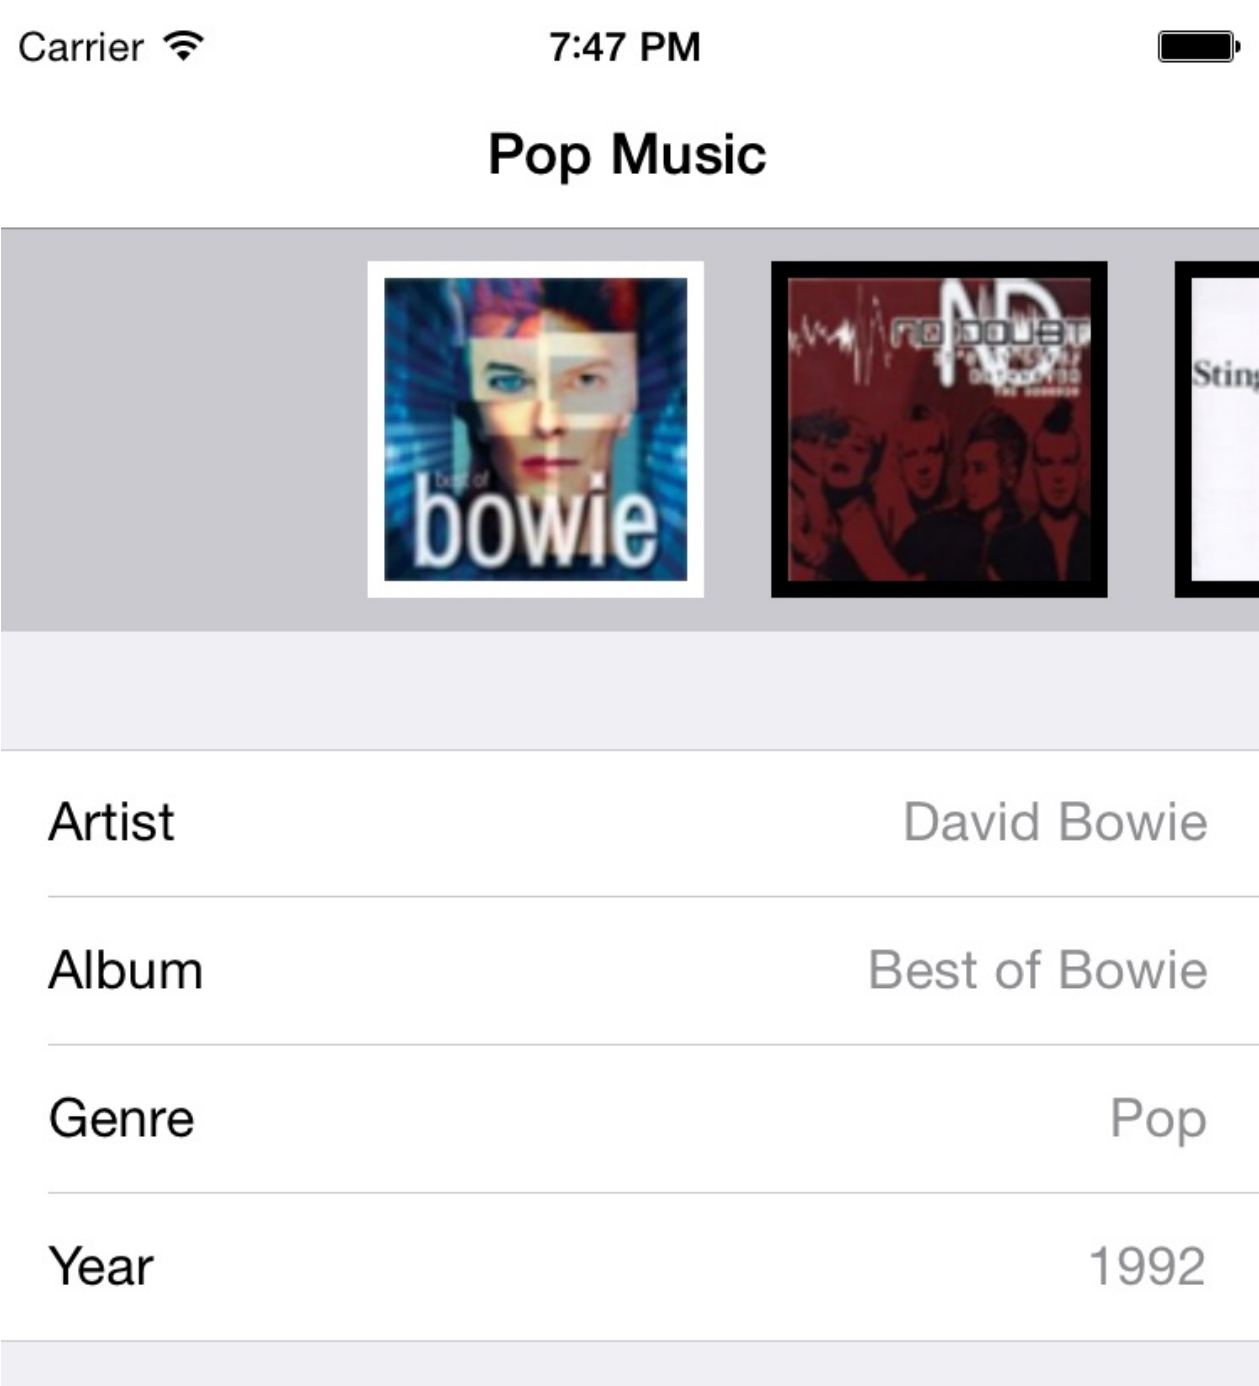 Carrier 7:47 PM
Pop Music
best of
bowie
NO DOUBT
Sting
Artist David Bowie
Album Best of Bowie
Genre Pop
Year 1992